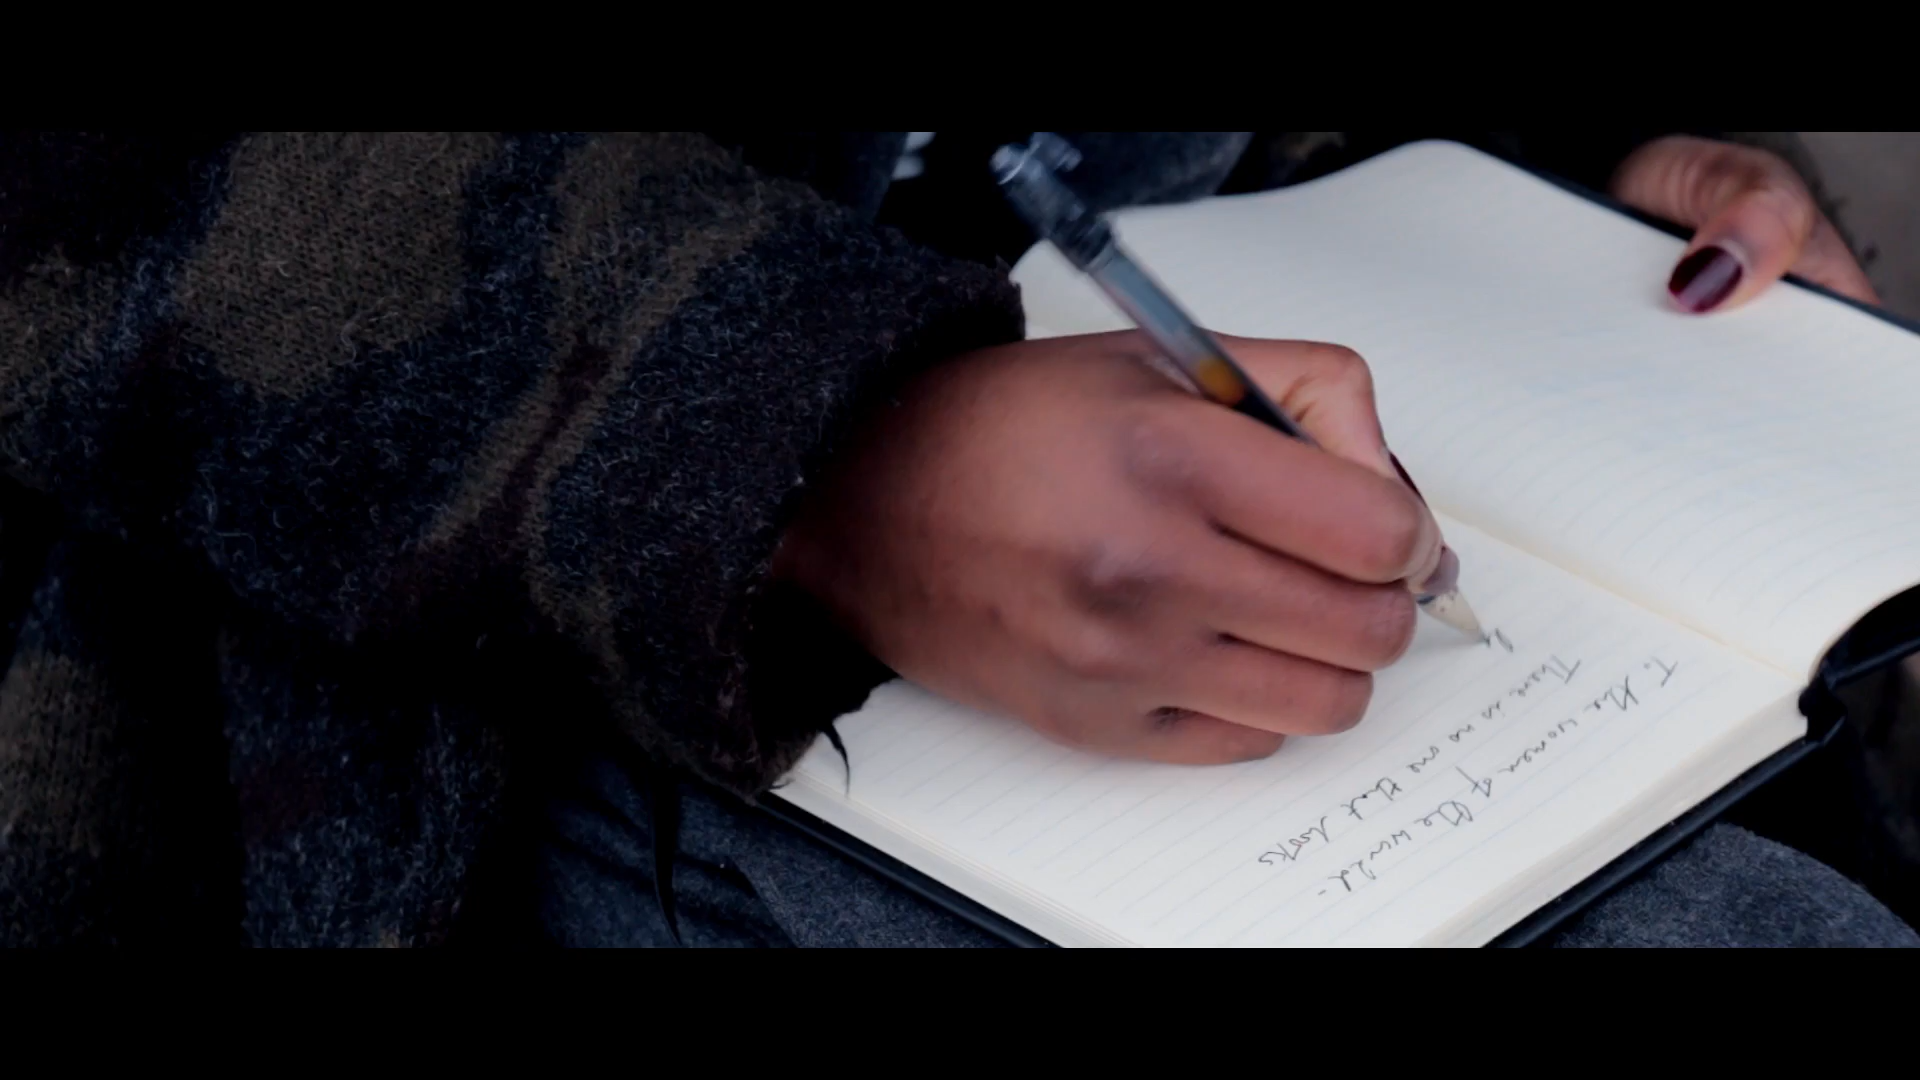 To the women of the world -
There is no one that looks